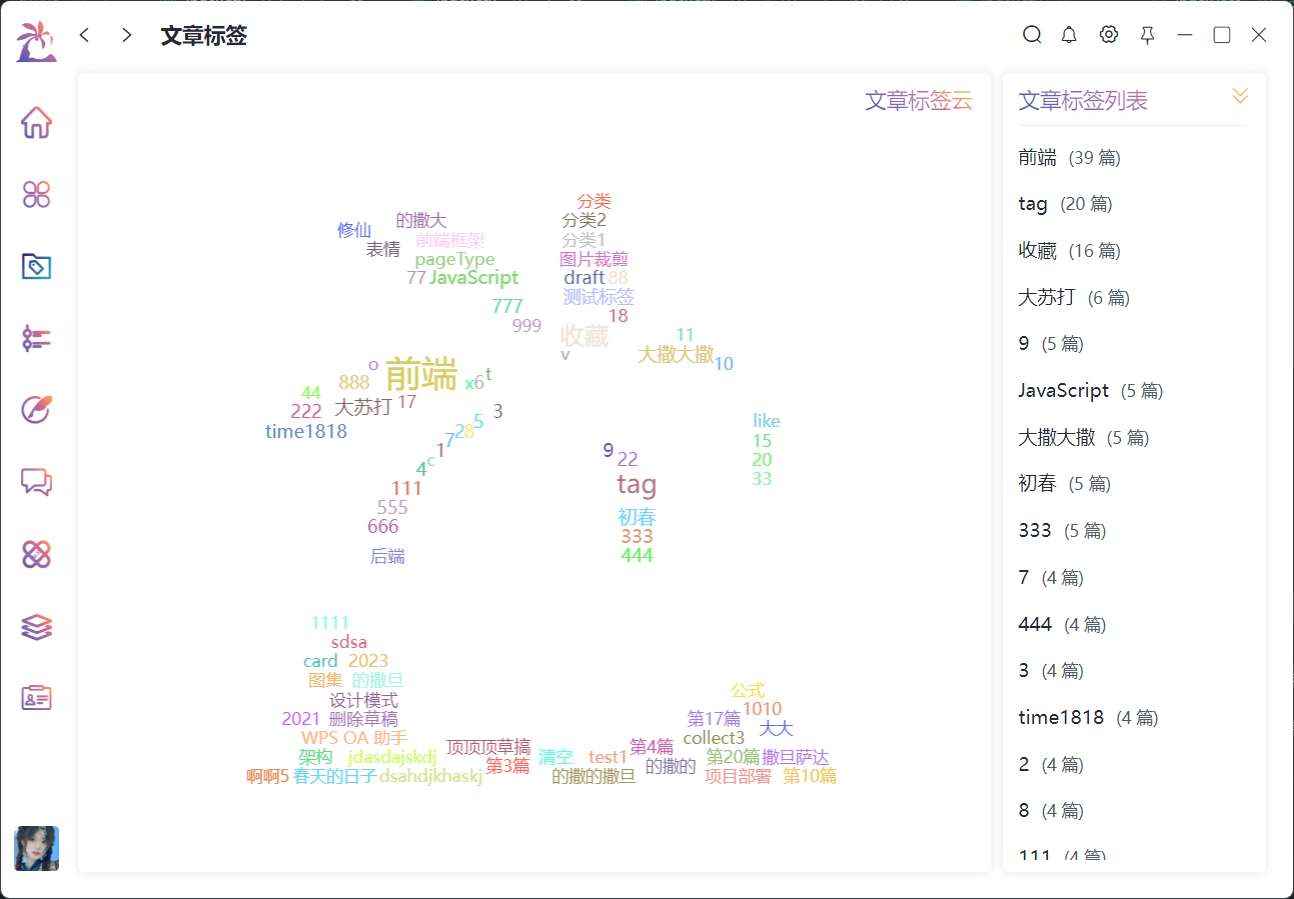 文章标签
文章标签云
分类
的撒大
分类2
修仙
前端框架
分类1
表情
pageType
图片裁剪
77
JavaScript
draft
88
测试标签
777
18
999
收藏
11
v
大撒大撒
10
o
前端
x
6
t
888
44
大苏打
17
222
3
time1818
5
2
8
7
1
c
4
111
555
666
后端
like
15
20
33
9
22
tag
初春
333
444
1111
sdsa
card
2023
图集
的撒旦
设计模式
2021
删除草稿
WPS OA 助手
架构
jdasdajskdj
啊啊5
春天的日子
dsahdjkhaskj
顶顶顶草搞
第3篇
清空
test1
的撒的撒旦
第4篇
的撒的
公式
1010
第17篇
大大
collect3
第20篇
撒旦萨达
项目部署
第10篇
文章标签列表
前端 (39 篇)
tag (20 篇)
收藏 (16 篇)
大苏打 (6 篇)
9 (5 篇)
JavaScript (5 篇)
大撒大撒 (5 篇)
初春 (5 篇)
333 (5 篇)
7 (4 篇)
444 (4 篇)
3 (4 篇)
time1818 (4 篇)
2 (4 篇)
8 (4 篇)
111 (4 篇)